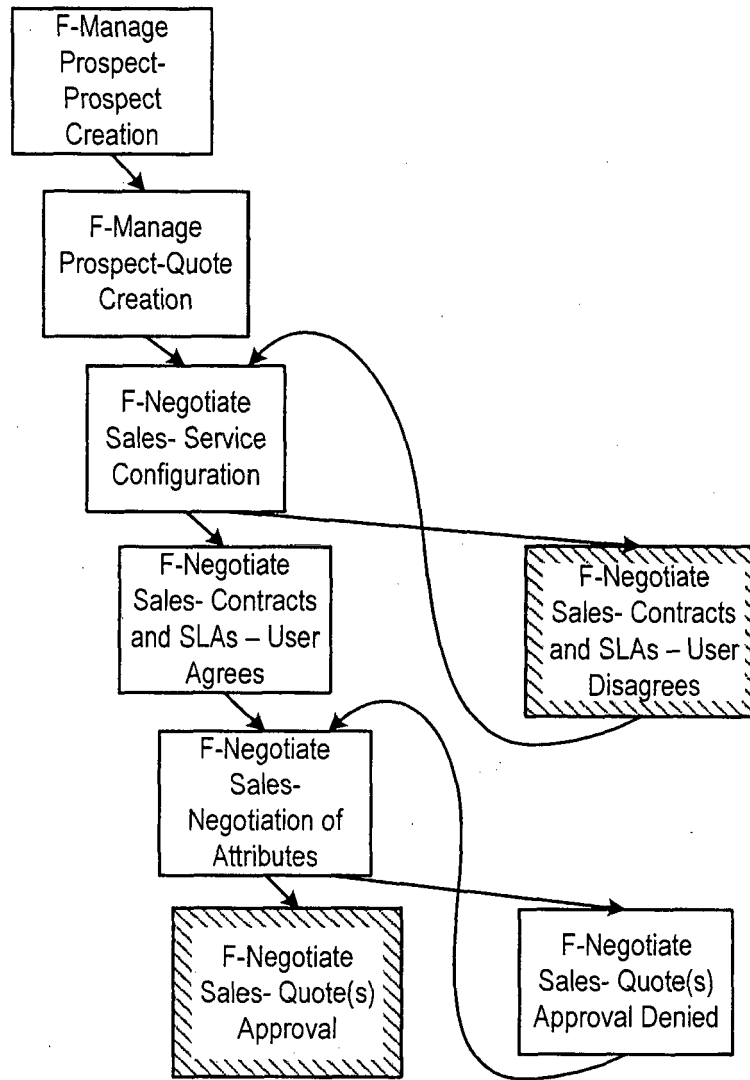 F-Manage
Prospect-
Prospect
Creation
F-Manage
Prospect-Quote
Creation
F-Negotiate
Sales- Service
Configuration
F-Negotiate
Sales- Contracts
and SLAs – User
Agrees
F-Negotiate
Sales- Contracts
and SLAs – User
Disagrees
F-Negotiate
Sales-
Negotiation of
Attributes
F-Negotiate
Sales- Quote(s)
Approval
F-Negotiate
Sales- Quote(s)
Approval Denied